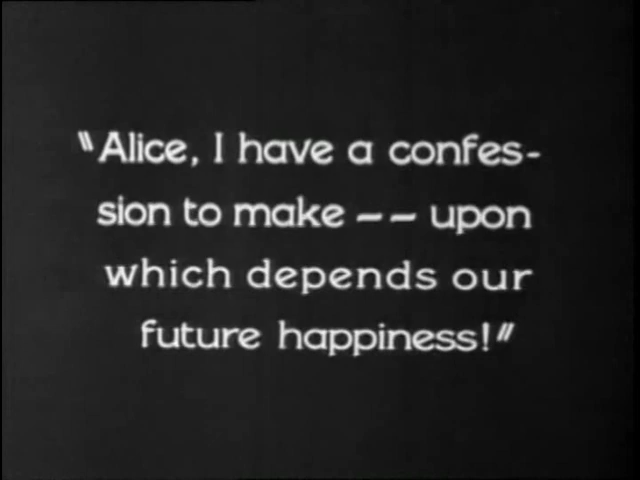 "Alice, I have a confes-
sion to make -- upon
which depends our
future happiness!"